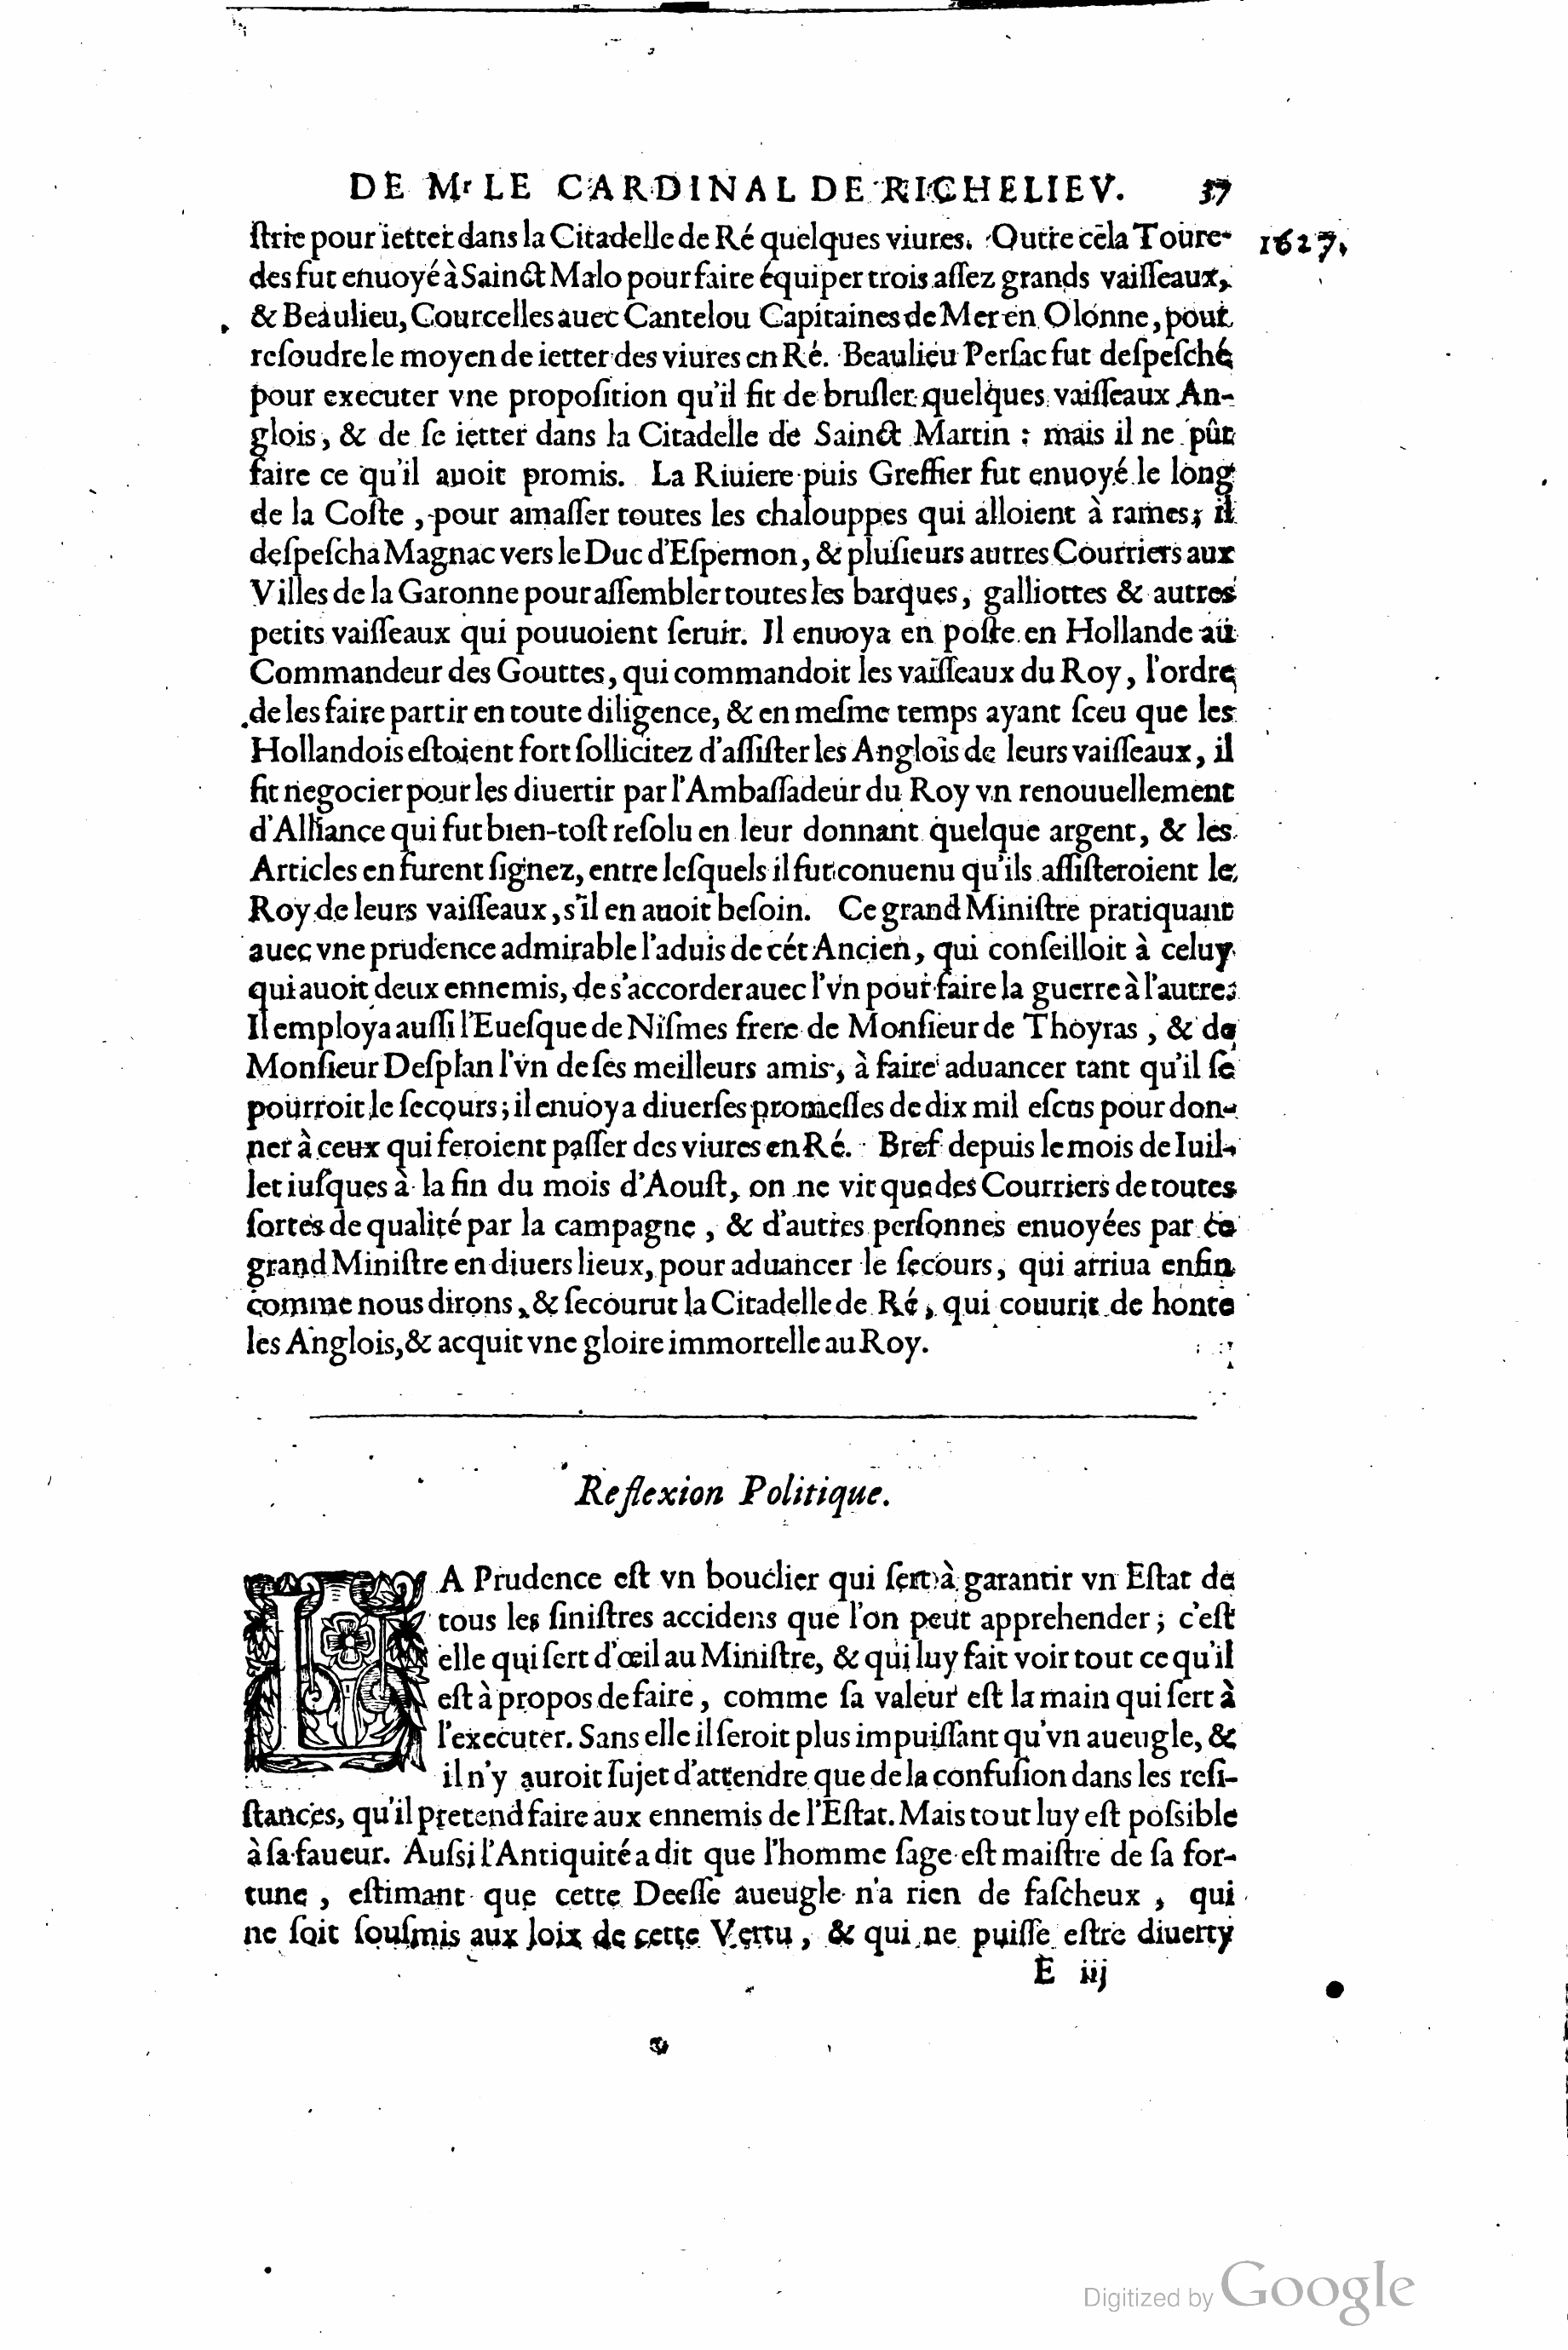 DE Mr LE CARDINAL DE RICHELIEV. 37
ſtrie pour ietter dans la Citadelle de Ré quelques viures. Outre cela Toure- 1627.
des fut enuoyé à Sainct Malo pour faire équiper trois aſſez grands vaiſſeaux,
& Beaulieu, Courcelles auec Cantelou Capitaines de Mer en Olonne, pour
reſoudre le moyen de ietter des viures en Ré. Beaulieu Perſac fut deſpeſché
pour executer vne propoſition qu'il fit de bruſler quelques vaiſſeaux An-
glois, & de ſe ietter dans la Citadelle de Sainct Martin : mais il ne pût
faire ce qu'il auoit promis. La Riuiere puis Greffier fut enuoyé le long
de la Coſte, pour amaſſer toutes les chalouppes qui alloient à rames; il
deſpeſcha Magnac vers le Duc d'Eſpernon, & pluſieurs autres Courriers aux
Villes de la Garonne pour aſſembler toutes les barques, galliottes & autres
petits vaiſſeaux qui pouuoient ſeruir. Il enuoya en poſte en Hollande au
Commandeur des Gouttes, qui commandoit les vaiſſeaux du Roy, l'ordre
de les faire partir en toute diligence, & en meſme temps ayant ſceu que les
Hollandois eſtoient fort ſollicitez d'aſſiſter les Anglois de leurs vaiſſeaux, il
fit negocier pour les diuertir par l'Ambaſſadeur du Roy vn renouuellement
d'Alliance qui fut bien-toſt reſolu en leur donnant quelque argent, & les
Articles en furent ſignez, entre leſquels il fut conuenu qu'ils aſſiſteroient le
Roy de leurs vaiſſeaux, s'il en auoit beſoin. Ce grand Miniſtre pratiquant
auec vne prudence admirable l'aduis de cét Ancien, qui conſeilloit à celuy
qui auoit deux ennemis, de s'accorder auec l'vn pour faire la guerre à l'autre:
Il employa auſſi l'Eueſque de Niſmes frere de Monſieur de Thoyras, & de
Monſieur Deſplan l'vn de ſes meilleurs amis, à faire aduancer tant qu'il ſe
pourroit le ſecours; il enuoya diuerſes promeſſes de dix mil eſcus pour don-
ner à ceux qui feroient paſſer des viures en Ré. Bref depuis le mois de Iuil-
let iuſques à la fin du mois d'Aouſt, on ne vit que des Courriers de toutes
ſortes de qualité par la campagne, & d'autres perſonnes enuoyées par ce
grand Miniſtre en diuers lieux, pour aduancer le ſecours, qui arriua enfin
comme nous dirons, & ſecourut la Citadelle de Ré, qui couurit de honte
les Anglois, & acquit vne gloire immortelle au Roy.
Reflexion Politique.
LA Prudence eſt vn bouclier qui ſert à garantir vn Eſtat de
tous les ſiniſtres accidens que l'on peut apprehender; c'eſt
elle qui ſert d'œil au Miniſtre, & qui luy fait voir tout ce qu'il
eſt à propos de faire, comme ſa valeur eſt la main qui ſert à
l'executer. Sans elle il ſeroit plus impuiſſant qu'vn aueugle, &
il n'y auroit ſujet d'attendre que de la confuſion dans les reſi-
ſtances, qu'il pretend faire aux ennemis de l'Eſtat. Mais tout luy eſt poſsible
à ſa faueur. Auſsi l'Antiquité a dit que l'homme ſage eſt maiſtre de ſa for-
tune, eſtimant que cette Deeſſe aueugle n'a rien de faſcheux, qui
ne ſoit ſouſmis aux loix de cette Vertu, & qui ne puiſſe eſtre diuerty
E iij
Digitized by Google